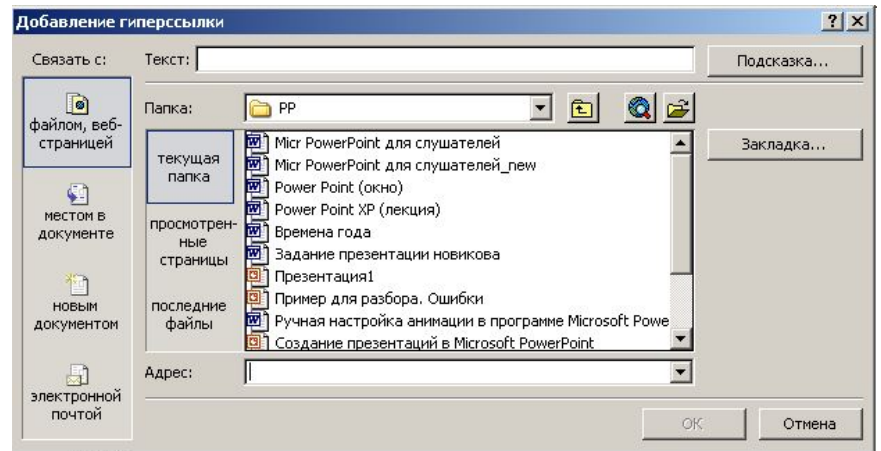 Добавление гиперссылки
Связать с:
Текст:
Подсказка...
файлом, веб-
страницей
Папка:
PP
Закладка...
текущая
папка
Micr PowerPoint для слушателей
Micr PowerPoint для слушателей_new
Power Point (окно)
Power Point XP (лекция)
Времена года
Задание презентации новикова
Презентация1
Пример для разбора. Ошибки
Ручная настройка анимации в программе Microsoft Powe
Создание презентаций в Microsoft PowerPoint
местом в
документе
просмотрен-
ные
страницы
новым
документом
последние
файлы
Адрес:
электронной
почтой
ОК
Отмена